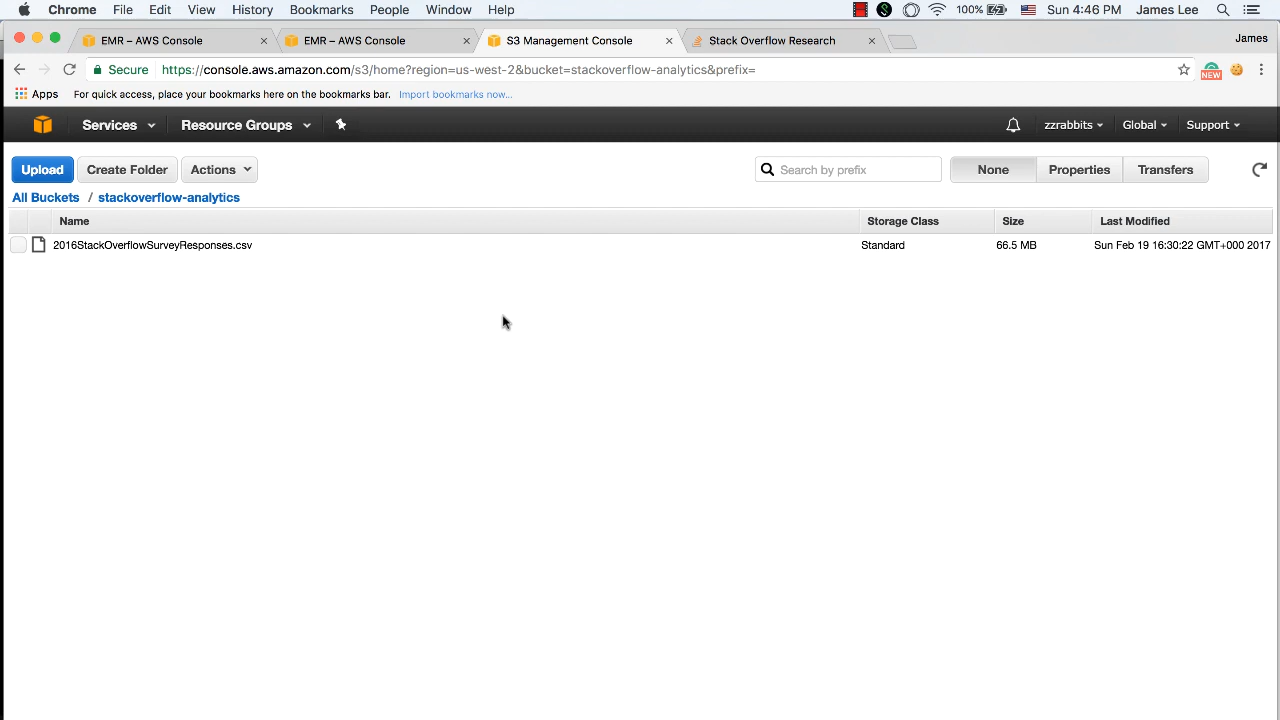 Chrome File Edit View History Bookmarks People Window Help 100% Sun 4:46 PM James Lee
EMR – AWS Console EMR – AWS Console S3 Management Console Stack Overflow Research James
Secure https://console.aws.amazon.com/s3/home?region=us-west-2&bucket=stackoverflow-analytics&prefix= NEW
Apps For quick access, place your bookmarks here on the bookmarks bar. Import bookmarks now...
Services Resource Groups zzrabbits Global Support
Upload Create Folder Actions Search by prefix None Properties Transfers
All Buckets / stackoverflow-analytics
Name Storage Class Size Last Modified
2016StackOverflowSurveyResponses.csv Standard 66.5 MB Sun Feb 19 16:30:22 GMT+000 2017